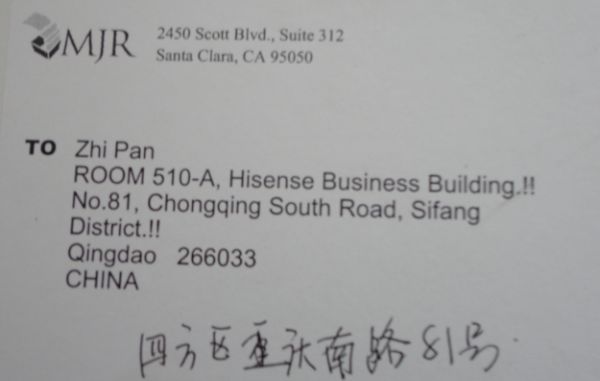 MJR
2450 Scott Blvd., Suite 312
Santa Clara, CA 95050
TO Zhi Pan
ROOM 510-A, Hisense Business Building.!!
No.81, Chongqing South Road, Sifang
District.!!
Qingdao 266033
CHINA
四方区重庆南路81号